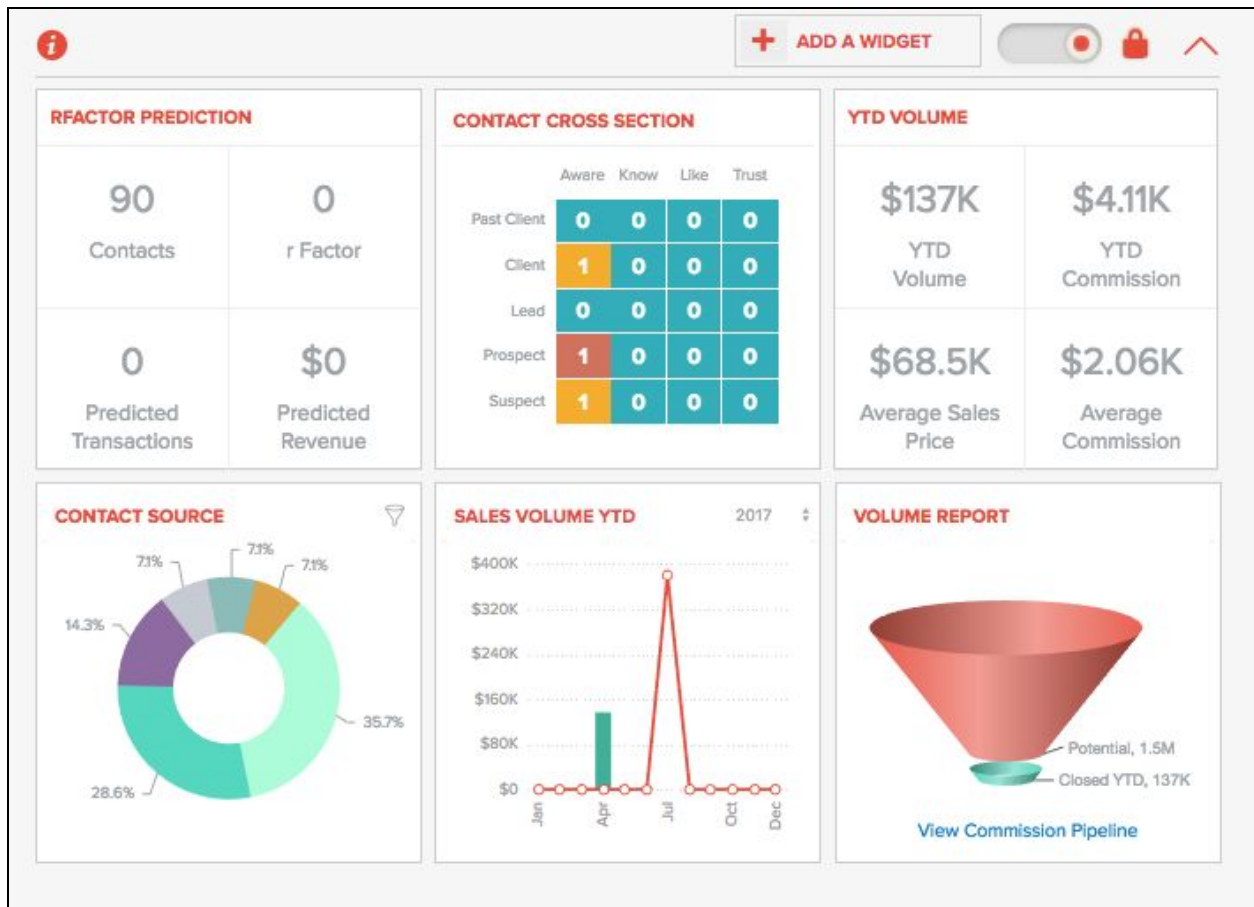 i
+ ADD A WIDGET
RFACTOR PREDICTION
90
Contacts
0
r Factor
0
Predicted
Transactions
$0
Predicted
Revenue
CONTACT CROSS SECTION
Aware Know Like Trust
Past Client 0 0 0 0
Client 1 0 0 0
Lead 0 0 0 0
Prospect 1 0 0 0
Suspect 1 0 0 0
YTD VOLUME
$137K
YTD
Volume
$4.11K
YTD
Commission
$68.5K
Average Sales
Price
$2.06K
Average
Commission
CONTACT SOURCE
7.1%
7.1%
7.1%
14.3%
35.7%
28.6%
SALES VOLUME YTD 2017
$400K
$320K
$240K
$160K
$80K
$0
Jan
Apr
Jul
Oct
Dec
VOLUME REPORT
Potential, 1.5M
Closed YTD, 137K
View Commission Pipeline